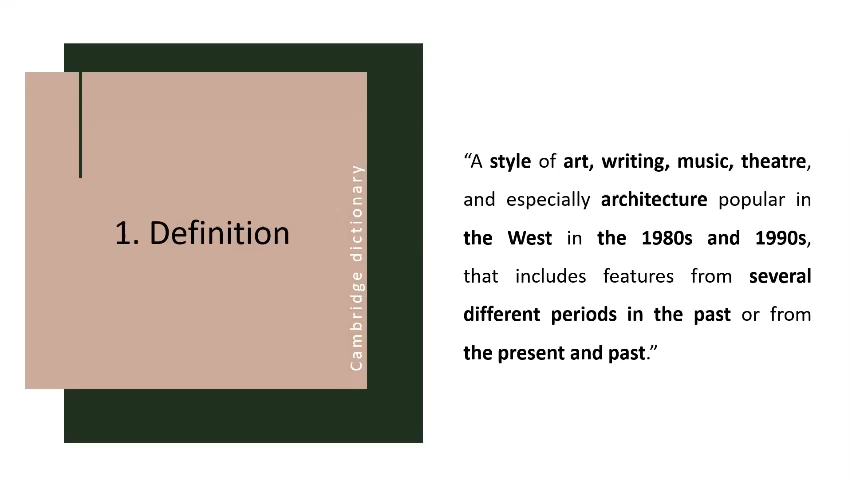 1. Definition
Cambridge dictionary
“A style of art, writing, music, theatre,
and especially architecture popular in
the West in the 1980s and 1990s,
that includes features from several
different periods in the past or from
the present and past.”